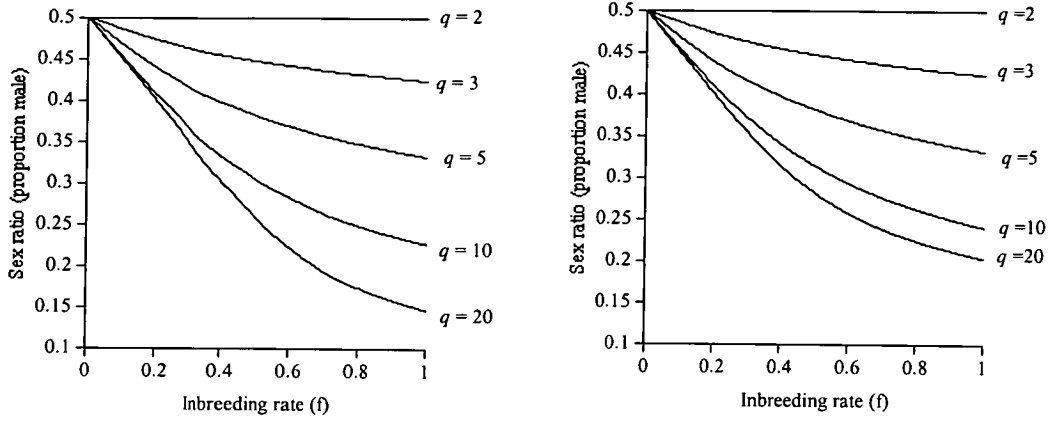 0.5
0.45
0.4
0.35
0.3
0.25
0.2
0.15
0.1
Sex ratio (proportion male)
0
0.2
0.4
0.6
0.8
1
Inbreeding rate (f)
q = 2
q = 3
q = 5
q = 10
q = 20
0.5
0.45
0.4
0.35
0.3
0.25
0.2
0.15
0.1
Sex ratio (proportion male)
0
0.2
0.4
0.6
0.8
1
Inbreeding rate (f)
q =2
q =3
q =5
q =10
q =20